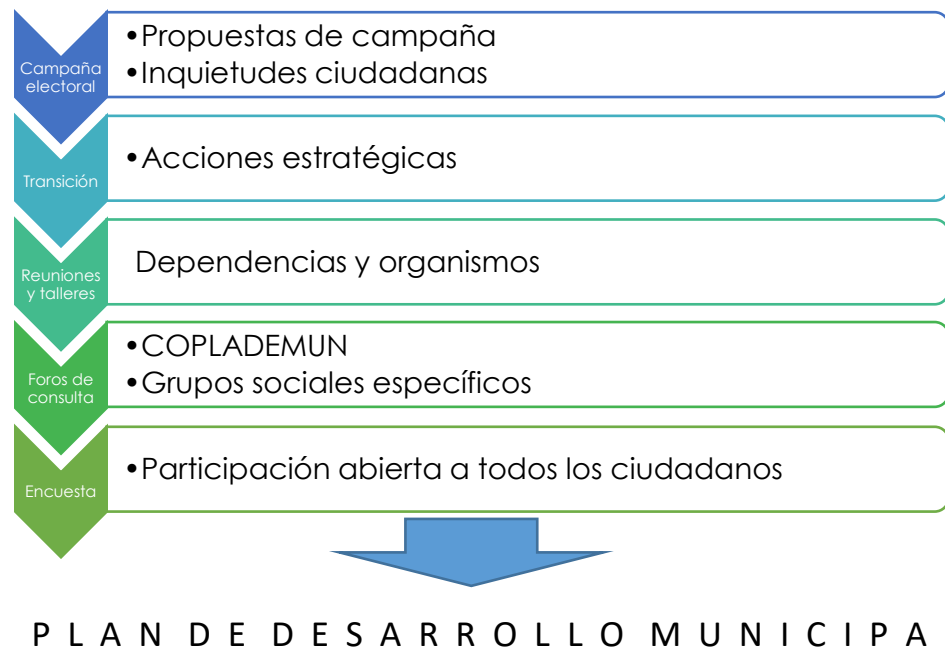 Campaña
electoral
•Propuestas de campaña
•Inquietudes ciudadanas
Transición
•Acciones estratégicas
Reuniones
y talleres
Dependencias y organismos
Foros de
consulta
•COPLADEMUN
•Grupos sociales específicos
Encuesta
•Participación abierta a todos los ciudadanos
P L A N D E D E S A R R O L L O M U N I C I P A